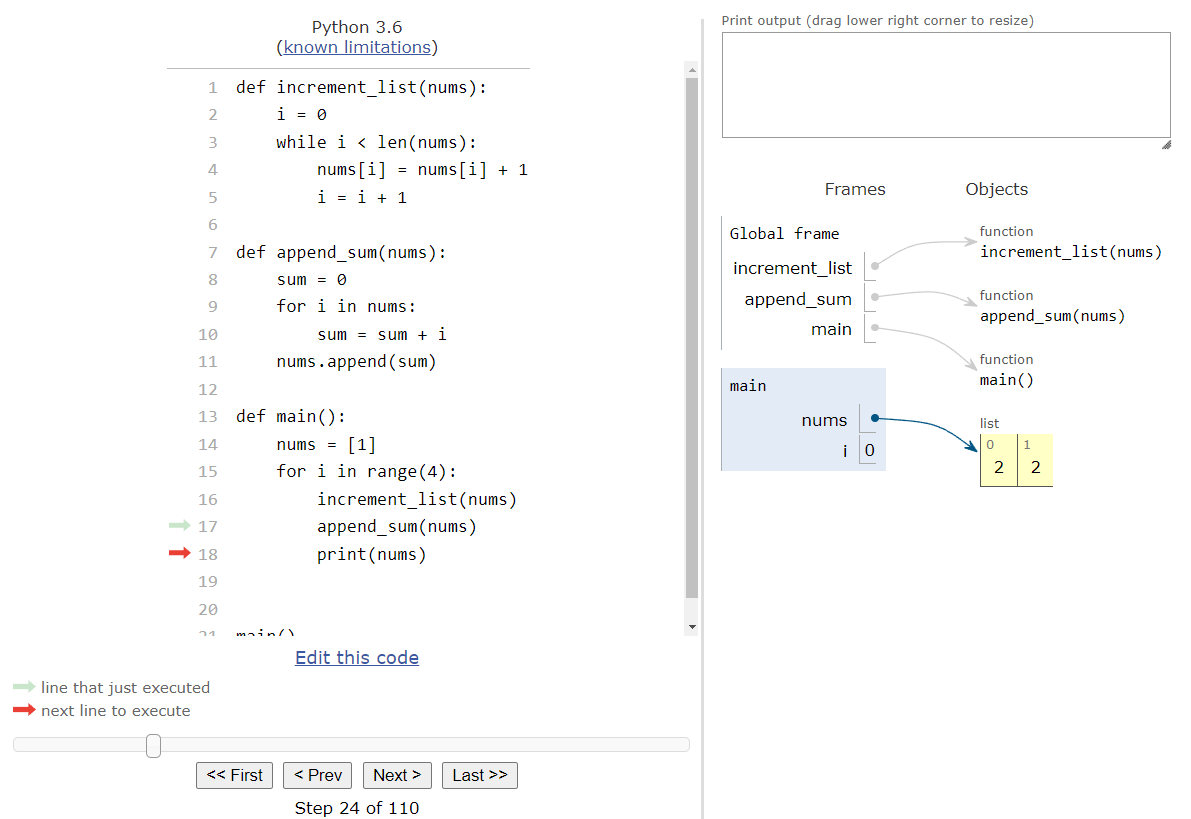 Python 3.6
(known limitations)
1 def increment_list(nums):
2     i = 0
3     while i < len(nums):
4         nums[i] = nums[i] + 1
5         i = i + 1
6
7 def append_sum(nums):
8     sum = 0
9     for i in nums:
10         sum = sum + i
11     nums.append(sum)
12
13 def main():
14     nums = [1]
15     for i in range(4):
16         increment_list(nums)
17         append_sum(nums)
18         print(nums)
19
20
21 main()
Edit this code
line that just executed
next line to execute
<< First < Prev Next > Last >>
Step 24 of 110
Print output (drag lower right corner to resize)
Frames Objects
Global frame
increment_list
append_sum
main
function
increment_list(nums)
function
append_sum(nums)
function
main()
main
nums
i 0
list
0 1
2 2